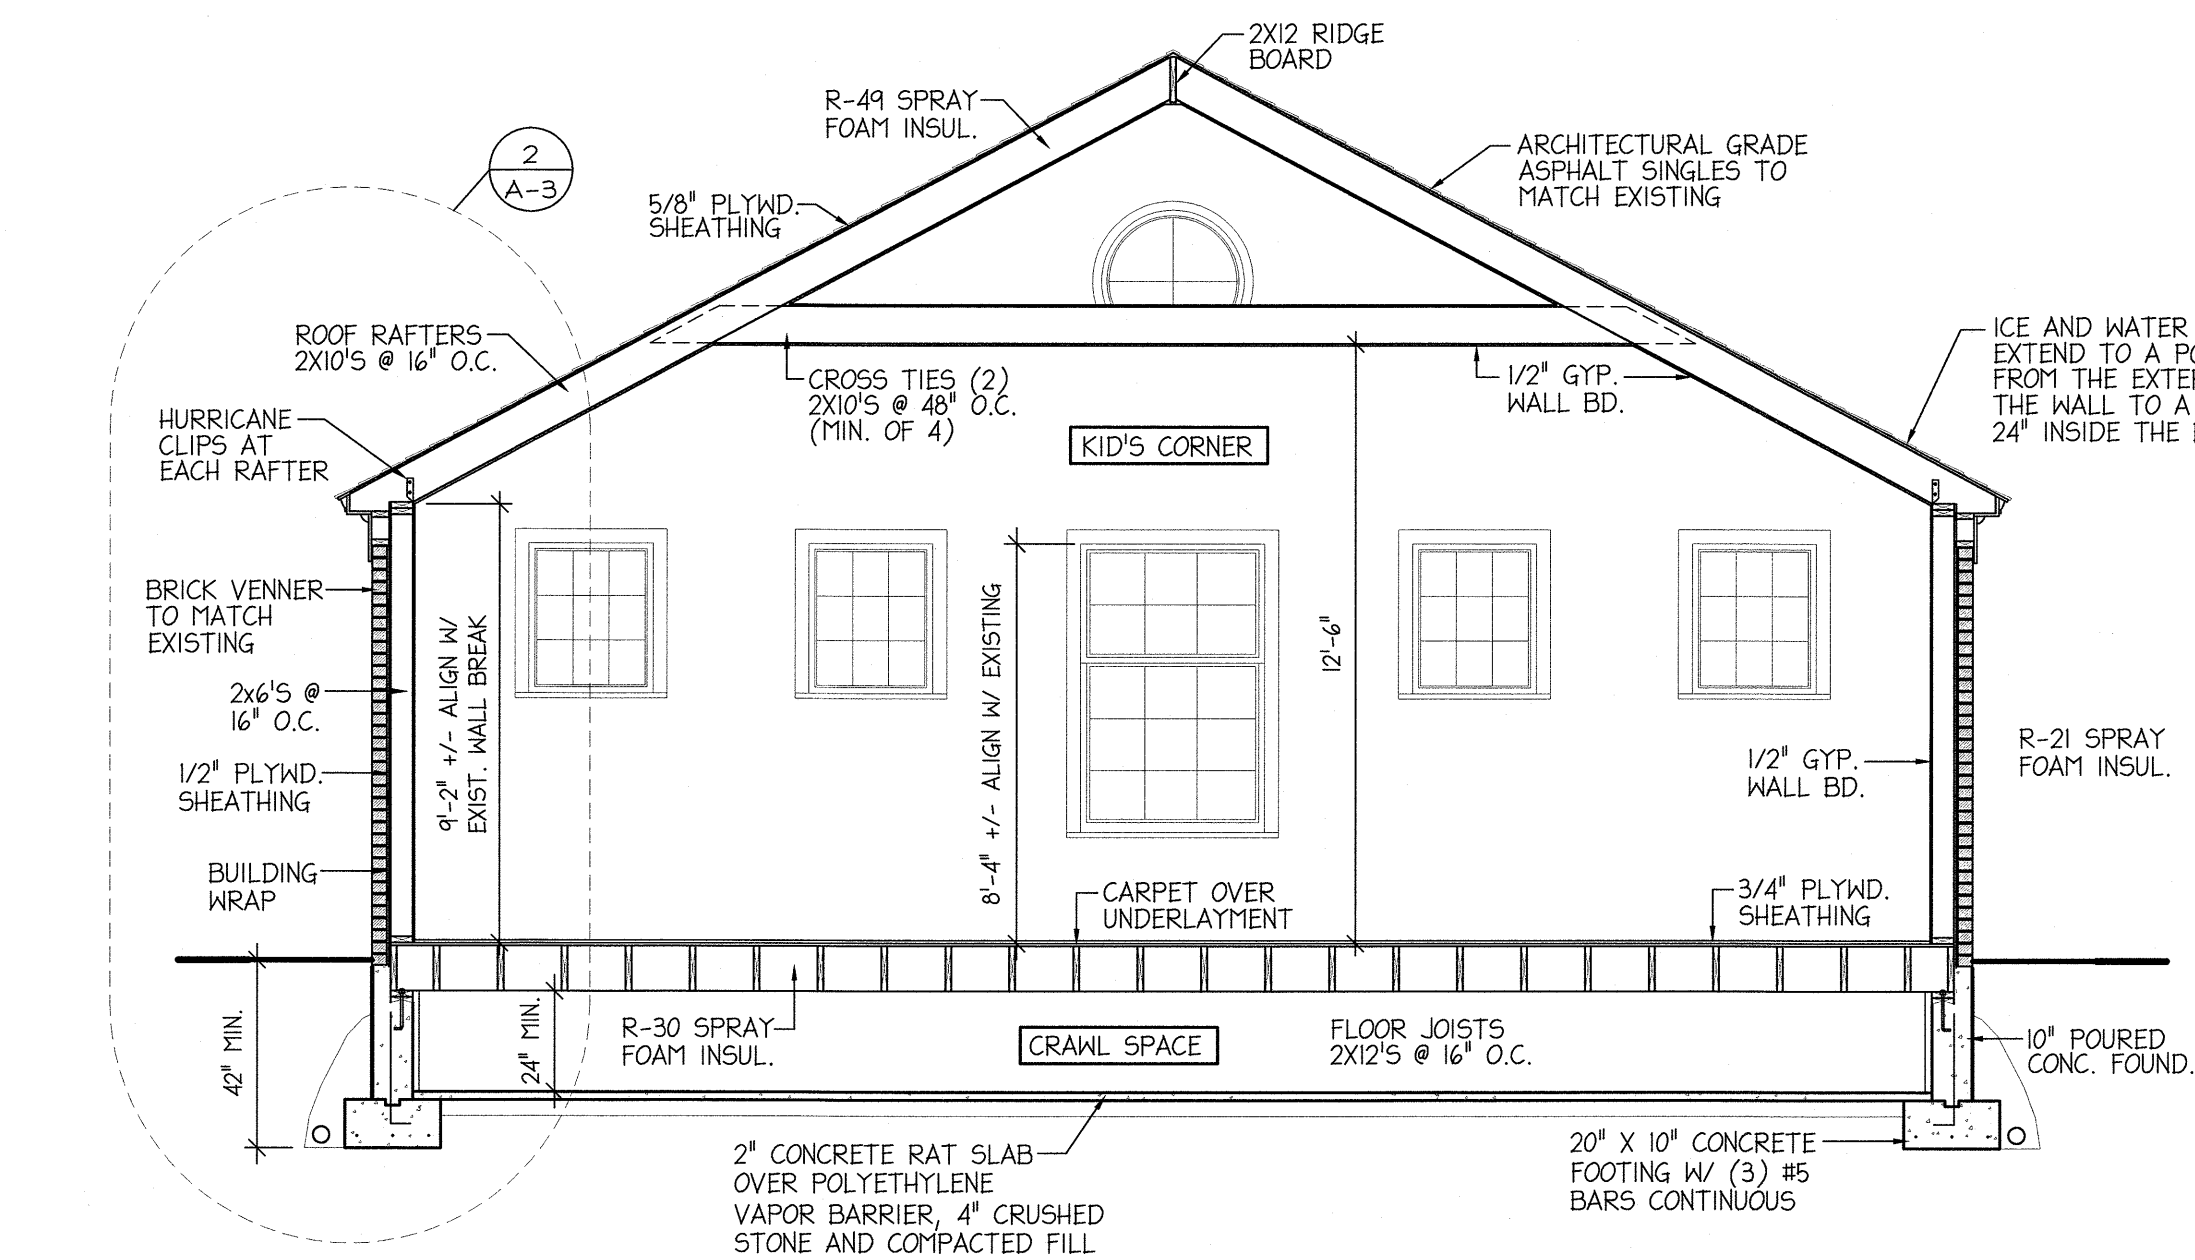 2X12 RIDGE
BOARD
R-49 SPRAY
FOAM INSUL.
2
A-3
ARCHITECTURAL GRADE
ASPHALT SINGLES TO
MATCH EXISTING
5/8" PLYWD.
SHEATHING
ROOF RAFTERS
2X10'S @ 16" O.C.
ICE AND WATER
EXTEND TO A
FROM THE
THE WALL TO A
24" INSIDE THE
CROSS TIES (2)
2X10'S @ 48" O.C.
(MIN. OF 4)
1/2" GYP.
WALL BD.
HURRICANE
CLIPS AT
EACH RAFTER
KID'S CORNER
BRICK VENNER
TO MATCH
EXISTING
9'-2" +/- ALIGN W/
EXIST. WALL BREAK
8'-4" +/- ALIGN W/ EXISTING
12'-6"
2x6'S @
16" O.C.
R-21 SPRAY
FOAM INSUL.
1/2" PLYWD.
SHEATHING
1/2" GYP.
WALL BD.
BUILDING
WRAP
CARPET OVER
UNDERLAYMENT
3/4" PLYWD.
SHEATHING
42" MIN.
24" MIN.
R-30 SPRAY
FOAM INSUL.
CRAWL SPACE
FLOOR JOISTS
2X12'S @ 16" O.C.
10" POURED
CONC. FOUND.
2" CONCRETE RAT SLAB
OVER POLYETHYLENE
VAPOR BARRIER, 4" CRUSHED
STONE AND COMPACTED FILL
20" X 10" CONCRETE
FOOTING W/ (3) #5
BARS CONTINUOUS